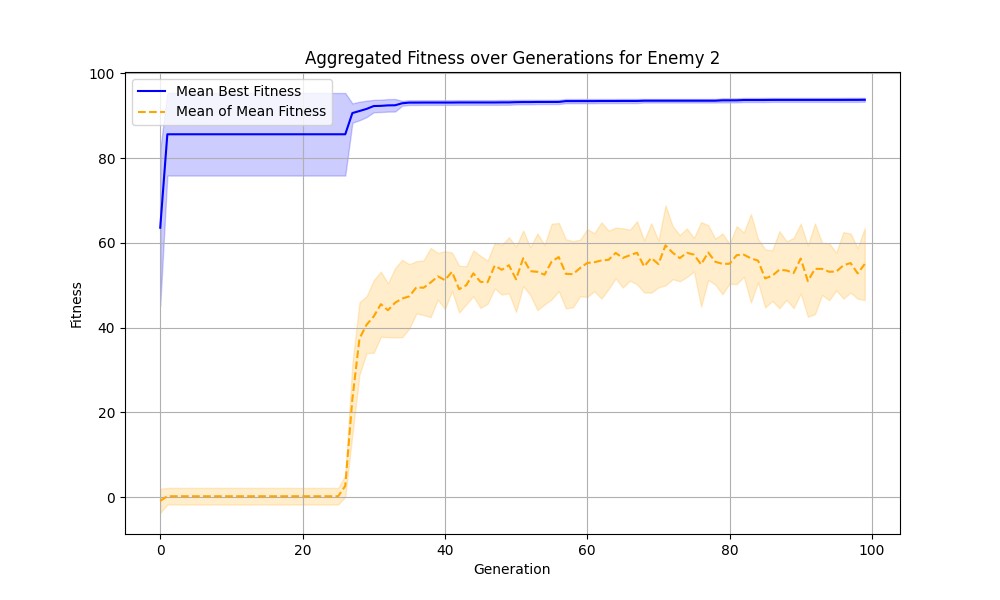 Aggregated Fitness over Generations for Enemy 2
Mean Best Fitness
Mean of Mean Fitness
Fitness
100
80
60
40
20
0
0 20 40 60 80 100
Generation